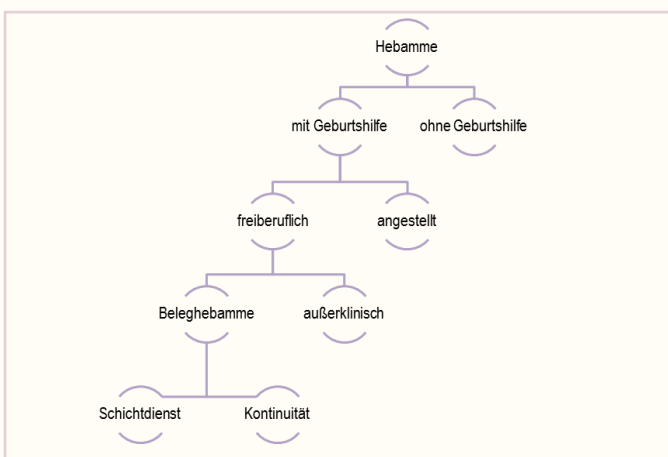 Hebamme
mit Geburtshilfe
ohne Geburtshilfe
freiberuflich
angestellt
Beleghebamme
außerklinisch
Schichtdienst
Kontinuität